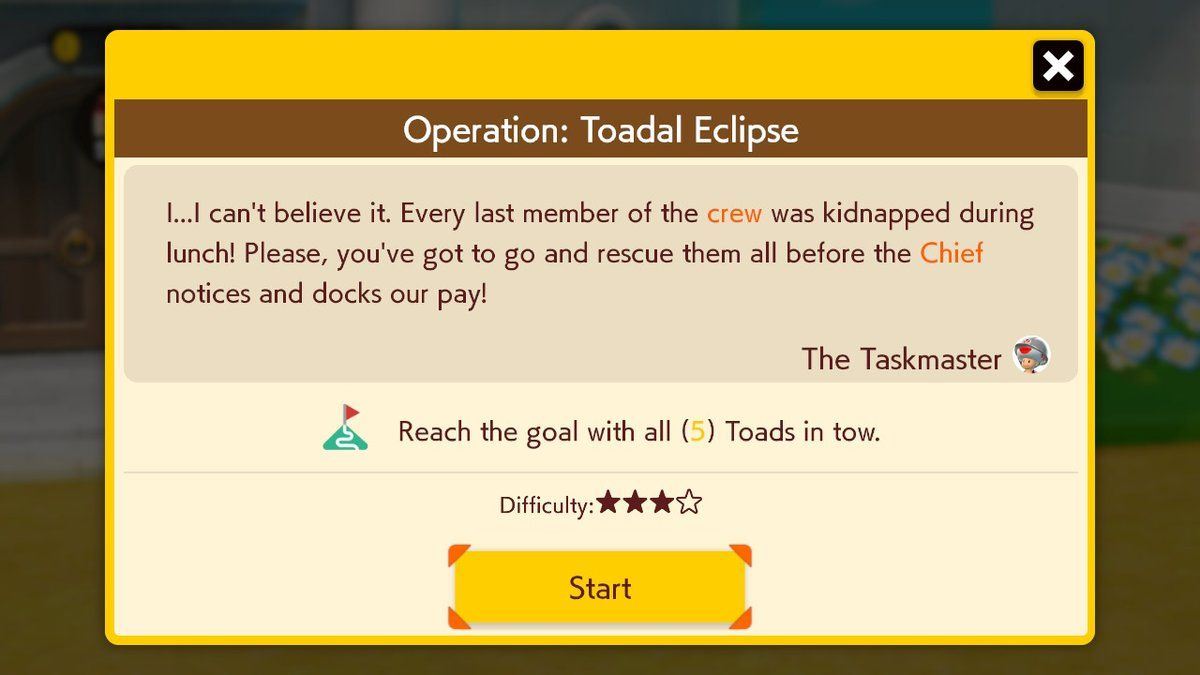 Operation: Toadal Eclipse
I...I can't believe it. Every last member of the crew was kidnapped during
lunch! Please, you've got to go and rescue them all before the Chief
notices and docks our pay!
The Taskmaster
Reach the goal with all (5) Toads in tow.
Difficulty:★★★☆
Start